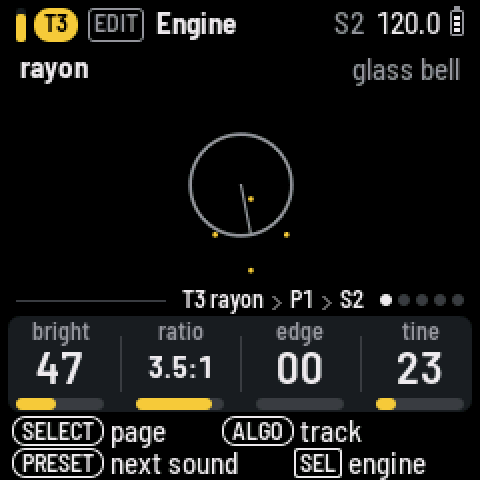 T3 EDIT Engine S2 120.0
rayon glass bell
T3 rayon > P1 > S2
bright ratio edge tine
47 3.5:1 00 23
SELECT page ALGO track
PRESET next sound SEL engine